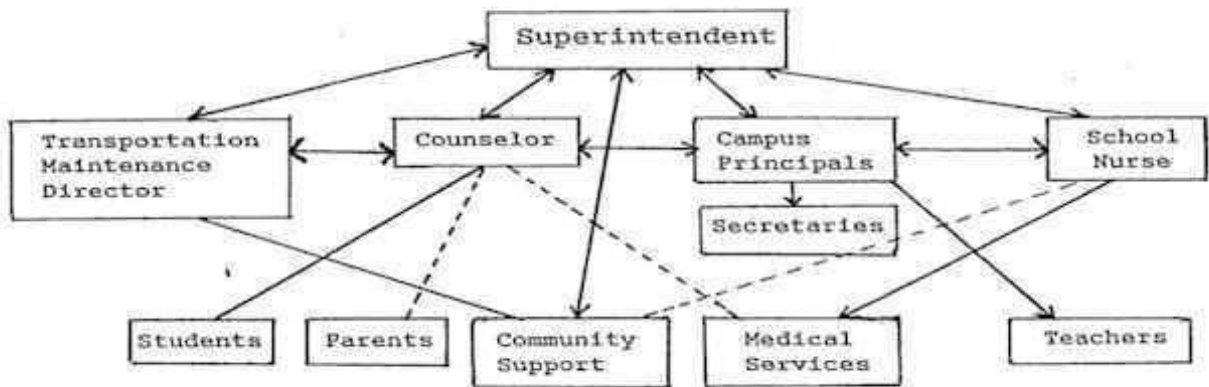 Superintendent
Transportation
Maintenance
Director
Counselor
Campus
Principals
School
Nurse
Secretaries
Students
Parents
Community
Support
Medical
Services
Teachers